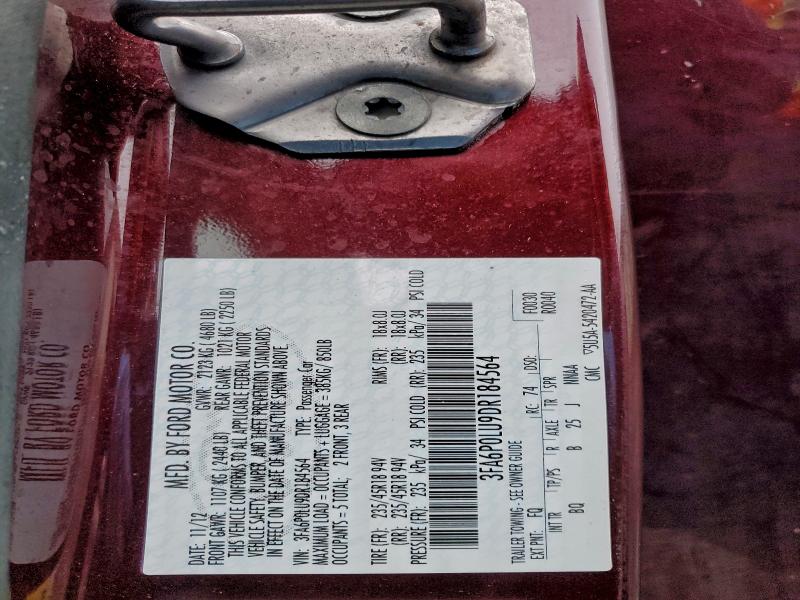 MFD. BY FORD MOTOR CO.
DATE: 11/12 GVWR: 2123 KG ( 4680 LB)
FRONT GAWR: 1107 KG ( 2440 LB) REAR GAWR: 1021 KG ( 2250 LB)
THIS VEHICLE CONFORMS TO ALL APPLICABLE FEDERAL MOTOR
VEHICLE SAFETY, BUMPER, AND THEFT PREVENTION STANDARDS
IN EFFECT ON THE DATE OF MANUFACTURE SHOWN ABOVE.
VIN: 3FA6P0LU9DR184564 TYPE: Passenger Car
MAXIMUM LOAD = OCCUPANTS + LUGGAGE = 385KG/ 850LB
OCCUPANTS = 5 TOTAL; 2 FRONT, 3 REAR
TIRE (FR): 235/45R18 94V RIMS (FR): 18x8.0J
(RR): 235/45R18 94V (RR): 18x8.0J
PRESSURE (FR): 235 kPa/ 34 PSI COLD (RR): 235 kPa/ 34 PSI COLD
3FA6P0LU9DR184564
TRAILER TOWING - SEE OWNER GUIDE F0030
EXT PNT: FQ RC: 74 DSO: R0040
INT TR TP/PS R AXLE TR SPR
BQ B 25 J MN4A
CMC ▽5U5A-5420472-AA